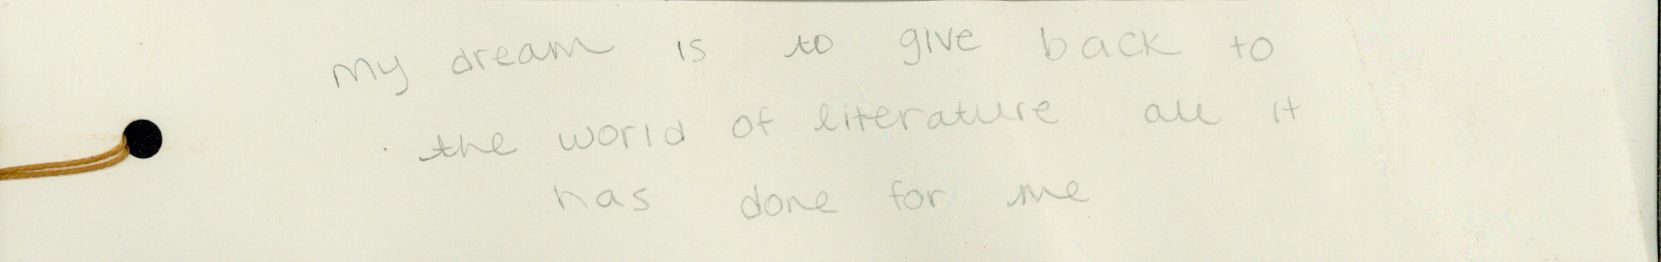 my dream is to give back to
the world of literature all it
has done for me